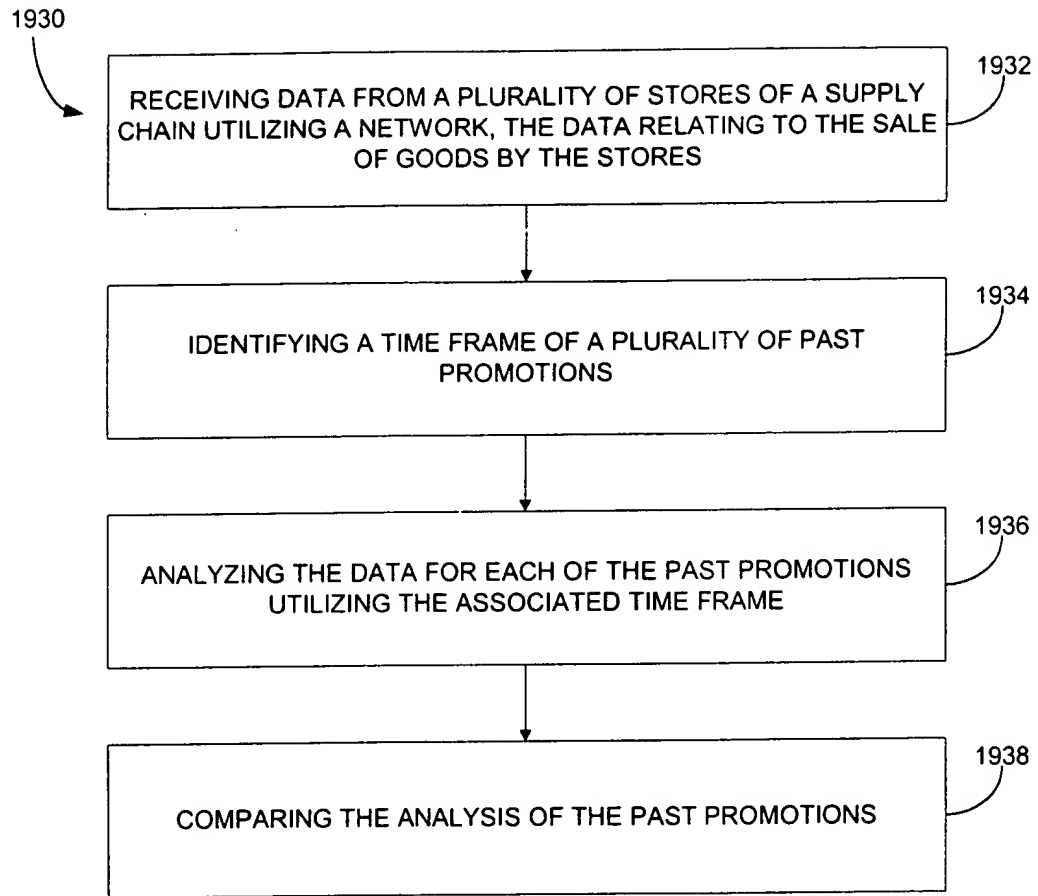 1930
1932
RECEIVING DATA FROM A PLURALITY OF STORES OF A SUPPLY
CHAIN UTILIZING A NETWORK, THE DATA RELATING TO THE SALE
OF GOODS BY THE STORES
1934
IDENTIFYING A TIME FRAME OF A PLURALITY OF PAST
PROMOTIONS
1936
ANALYZING THE DATA FOR EACH OF THE PAST PROMOTIONS
UTILIZING THE ASSOCIATED TIME FRAME
1938
COMPARING THE ANALYSIS OF THE PAST PROMOTIONS